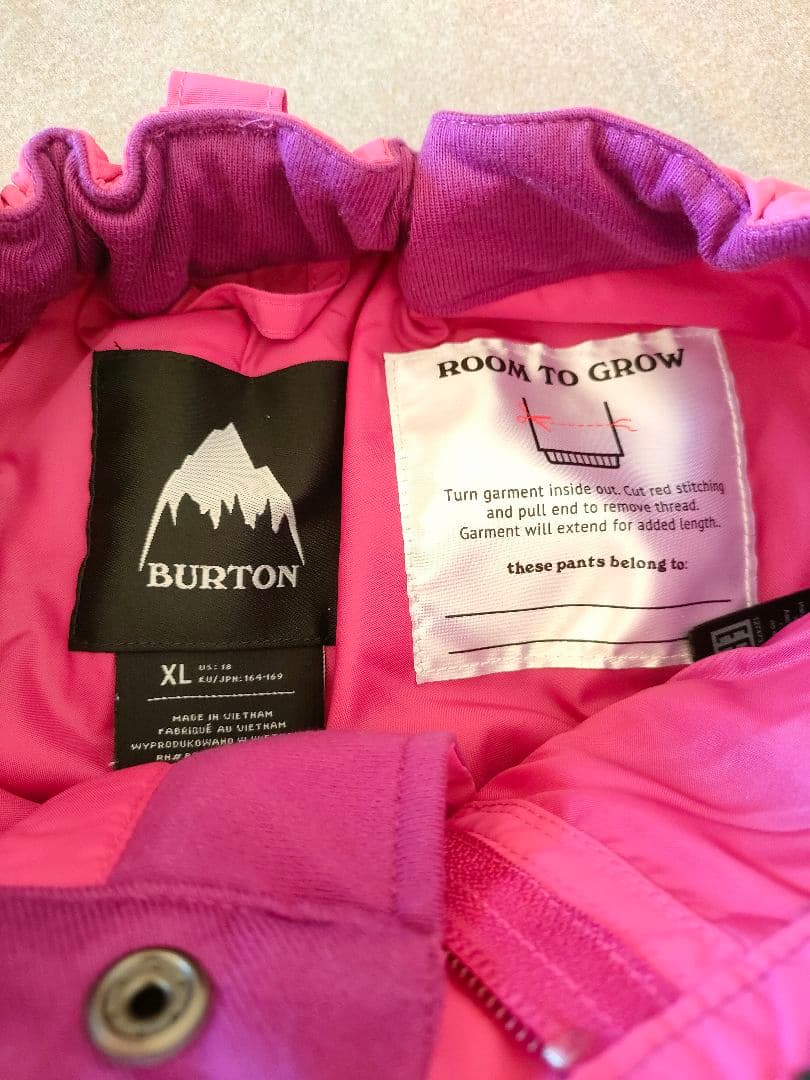 ROOM TO GROW
Turn garment inside out. Cut red stitching
and pull end to remove thread.
Garment will extend for added length.
these pants belong to:
BURTON
XL US: 18
EU/JPN: 164-169
MADE IN VIETNAM
FABRIQUÉ AU VIETNAM
WYPRODUKOWANO W